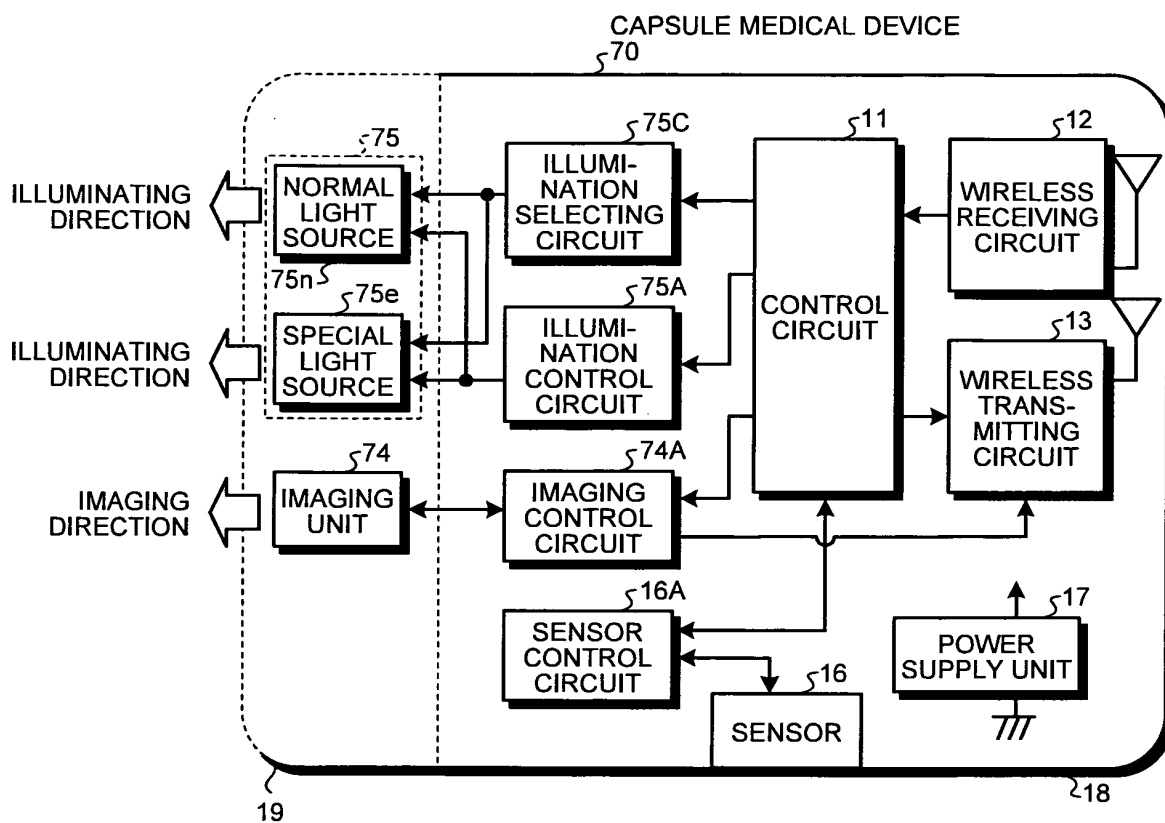 CAPSULE MEDICAL DEVICE
70
75
75C
11
12
ILLUMINATING
DIRECTION
NORMAL
LIGHT
SOURCE
75n
ILLUMI-
NATION
SELECTING
CIRCUIT
CONTROL
CIRCUIT
WIRELESS
RECEIVING
CIRCUIT
75e
75A
13
ILLUMINATING
DIRECTION
SPECIAL
LIGHT
SOURCE
ILLUMI-
NATION
CONTROL
CIRCUIT
WIRELESS
TRANS-
MITTING
CIRCUIT
74
74A
IMAGING
DIRECTION
IMAGING
UNIT
IMAGING
CONTROL
CIRCUIT
16A
17
SENSOR
CONTROL
CIRCUIT
POWER
SUPPLY UNIT
16
SENSOR
19
18